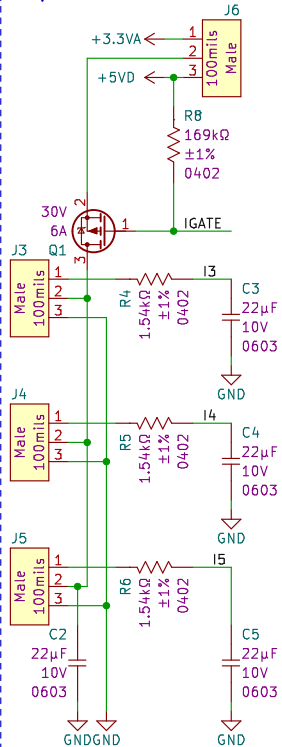 J6
+3.3VA
1
2
+5VD
3
100mils
Male
R8
169kΩ
±1%
0402
30V
6A
2
1
IGATE
3
J3
Q1
1
2
3
Male
100mils
I3
R4
1.54kΩ
±1%
0402
C3
22µF
10V
0603
GND
J4
1
2
3
Male
100mils
I4
R5
1.54kΩ
±1%
0402
C4
22µF
10V
0603
GND
J5
1
2
3
Male
100mils
I5
R6
1.54kΩ
±1%
0402
C2
22µF
10V
0603
C5
22µF
10V
0603
GND
GND
GND